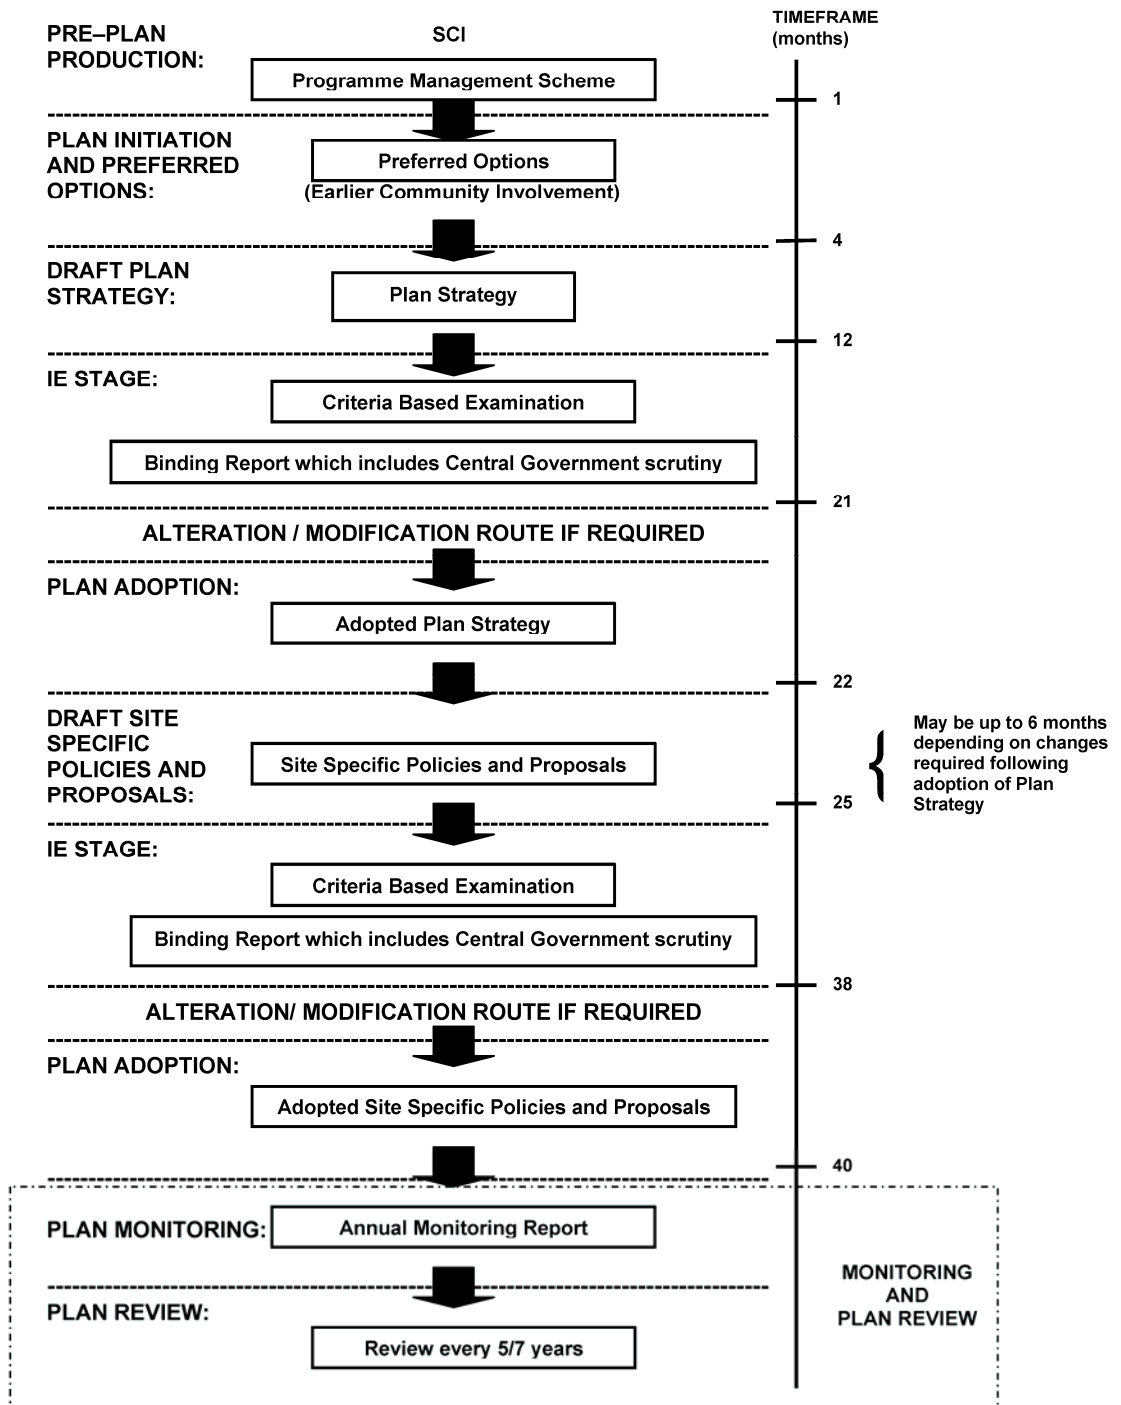 PRE–PLAN
PRODUCTION:
SCI
TIMEFRAME
(months)
Programme Management Scheme
1
PLAN INITIATION
AND PREFERRED
OPTIONS:
Preferred Options
(Earlier Community Involvement)
4
DRAFT PLAN
STRATEGY:
Plan Strategy
12
IE STAGE:
Criteria Based Examination
Binding Report which includes Central Government scrutiny
21
ALTERATION / MODIFICATION ROUTE IF REQUIRED
PLAN ADOPTION:
Adopted Plan Strategy
22
DRAFT SITE
SPECIFIC
POLICIES AND
PROPOSALS:
Site Specific Policies and Proposals
May be up to 6 months
depending on changes
required following
adoption of Plan
Strategy
25
IE STAGE:
Criteria Based Examination
Binding Report which includes Central Government scrutiny
38
ALTERATION/ MODIFICATION ROUTE IF REQUIRED
PLAN ADOPTION:
Adopted Site Specific Policies and Proposals
40
PLAN MONITORING:
Annual Monitoring Report
MONITORING
AND
PLAN REVIEW
PLAN REVIEW:
Review every 5/7 years